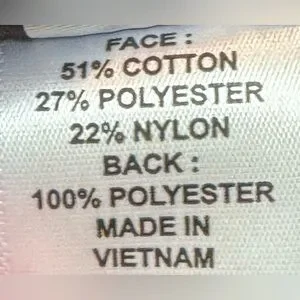 FACE :
51% COTTON
27% POLYESTER
22% NYLON
BACK :
100% POLYESTER
MADE IN
VIETNAM